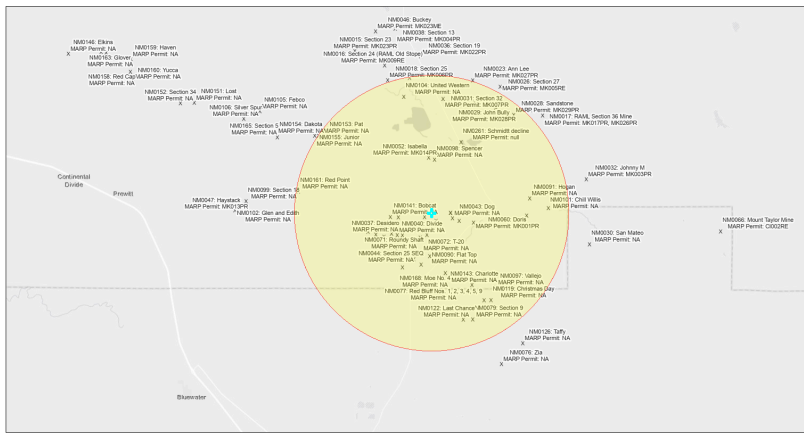 NM0046: Buckey
MARP Permit: MK023ME
NM0038: Section 13
MARP Permit: MK004PR
NM0015: Section 23
MARP Permit: MK023PR
NM0036: Section 19
MARP Permit: MK022PR
NM0016: Section 24 (RAML Old Stope)
MARP Permit: MK009RE
NM0146: Elkina
MARP Permit: NA
NM0159: Haven
MARP Permit: NA
NM0163: Glover
MARP Permit: NA
NM0160: Yucca
MARP Permit: NA
NM0158: Red Cap
MARP Permit: NA
NM0018: Section 25
MARP Permit: MK006PR
NM0023: Ann Lee
MARP Permit: MK027PR
NM0026: Section 27
MARP Permit: MK005RE
NM0152: Section 34
MARP Permit: NA
NM0151: Lost
MARP Permit: NA
NM0104: United Western
MARP Permit: NA
NM0031: Section 32
MARP Permit: MK007PR
NM0105: Febco
MARP Permit: NA
NM0106: Silver Spur
MARP Permit: NA
NM0028: Sandstone
MARP Permit: MK029PR
NM0029: John Bully
MARP Permit: MK028PR
NM0017: RAML Section 36 Mine
MARP Permit: MK017PR, MK026PR
NM0165: Section 5
MARP Permit: NA
NM0154: Dakota
MARP Permit: NA
NM0153: Pat
MARP Permit: NA
NM0155: Junior
MARP Permit: NA
NM0261: Schmidtt decline
MARP Permit: null
NM0052: Isabella
MARP Permit: MK014PR
NM0098: Spencer
MARP Permit: NA
NM0032: Johnny M
MARP Permit: MK003PR
Continental
Divide
Prewitt
NM0161: Red Point
MARP Permit: NA
NM0099: Section 18
MARP Permit: NA
NM0047: Haystack
MARP Permit: MK013PR
NM0102: Glen and Edith
MARP Permit: NA
NM0091: Hogan
MARP Permit: NA
NM0101: Chill Willis
MARP Permit: NA
NM0141: Bobcat
MARP Permit: NA
NM0043: Dog
MARP Permit: NA
NM0060: Doris
MARP Permit: MK001PR
NM0037: Desidero
MARP Permit: NA
NM0040: Divide
MARP Permit: NA
NM0030: San Mateo
MARP Permit: NA
NM0066: Mount Taylor Mine
MARP Permit: CI002RE
NM0071: Roundy Shaft
MARP Permit: NA
NM0072: T-20
MARP Permit: NA
NM0044: Section 25 SEQ
MARP Permit: NA
NM0090: Flat Top
MARP Permit: NA
NM0168: Moe No. 4
MARP Permit: NA
NM0143: Charlotte
MARP Permit: NA
NM0097: Vallejo
MARP Permit: NA
NM0077: Red Bluff Nos. 1, 2, 3, 4, 5, 9
MARP Permit: NA
NM0119: Christmas Day
MARP Permit: NA
NM0122: Last Chance
MARP Permit: NA
NM0079: Section 9
MARP Permit: NA
NM0126: Taffy
MARP Permit: NA
NM0076: Zia
MARP Permit: NA
Bluewater